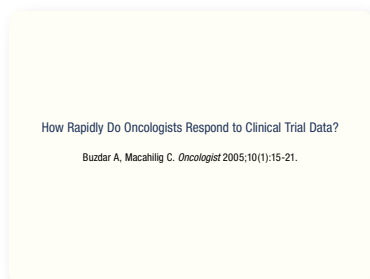 How Rapidly Do Oncologists Respond to Clinical Trial Data?
Buzdar A, Macahilig C. Oncologist 2005;10(1):15-21.